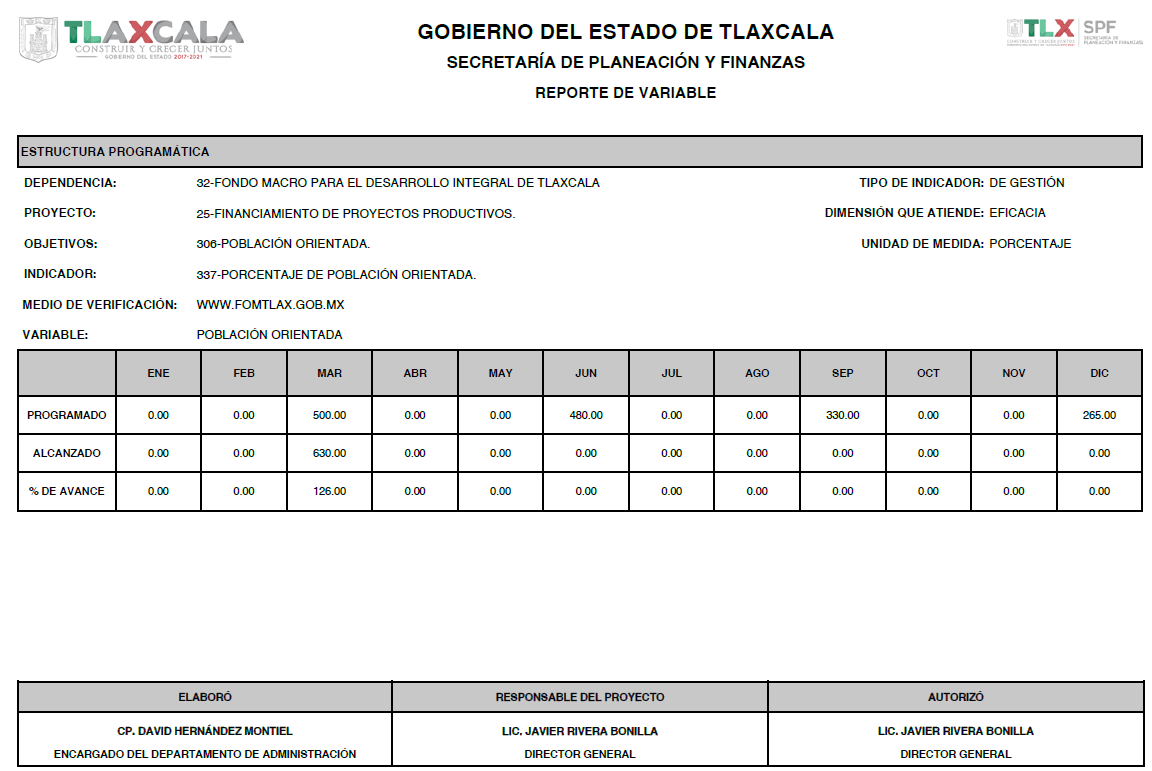 TLAXCALA
CONSTRUIR Y CRECER JUNTOS
GOBIERNO DEL ESTADO 2017-2021
GOBIERNO DEL ESTADO DE TLAXCALA
SECRETARÍA DE PLANEACIÓN Y FINANZAS
REPORTE DE VARIABLE
TLX SPF
SECRETARÍA DE
PLANEACIÓN Y FINANZAS
CONSTRUIR Y CRECER JUNTOS
ESTRUCTURA PROGRAMÁTICA
DEPENDENCIA: 32-FONDO MACRO PARA EL DESARROLLO INTEGRAL DE TLAXCALA TIPO DE INDICADOR: DE GESTIÓN
PROYECTO: 25-FINANCIAMIENTO DE PROYECTOS PRODUCTIVOS. DIMENSIÓN QUE ATIENDE: EFICACIA
OBJETIVOS: 306-POBLACIÓN ORIENTADA. UNIDAD DE MEDIDA: PORCENTAJE
INDICADOR: 337-PORCENTAJE DE POBLACIÓN ORIENTADA.
MEDIO DE VERIFICACIÓN: WWW.FOMTLAX.GOB.MX
VARIABLE: POBLACIÓN ORIENTADA
ENE FEB MAR ABR MAY JUN JUL AGO SEP OCT NOV DIC
PROGRAMADO 0.00 0.00 500.00 0.00 0.00 480.00 0.00 0.00 330.00 0.00 0.00 265.00
ALCANZADO 0.00 0.00 630.00 0.00 0.00 0.00 0.00 0.00 0.00 0.00 0.00 0.00
% DE AVANCE 0.00 0.00 126.00 0.00 0.00 0.00 0.00 0.00 0.00 0.00 0.00 0.00
ELABORÓ RESPONSABLE DEL PROYECTO AUTORIZÓ
CP. DAVID HERNÁNDEZ MONTIEL LIC. JAVIER RIVERA BONILLA LIC. JAVIER RIVERA BONILLA
ENCARGADO DEL DEPARTAMENTO DE ADMINISTRACIÓN DIRECTOR GENERAL DIRECTOR GENERAL